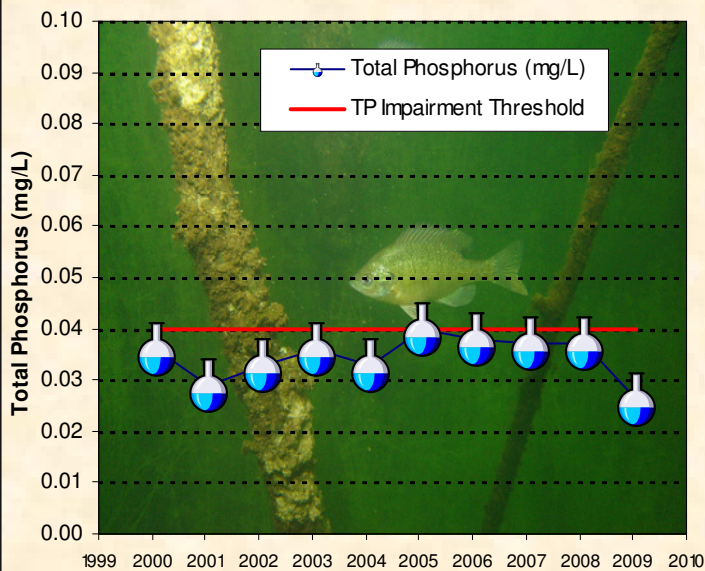 Total Phosphorus (mg/L)
TP Impairment Threshold
Total Phosphorus (mg/L)
0.10
0.09
0.08
0.07
0.06
0.05
0.04
0.03
0.02
0.01
0.00
1999 2000 2001 2002 2003 2004 2005 2006 2007 2008 2009 2010